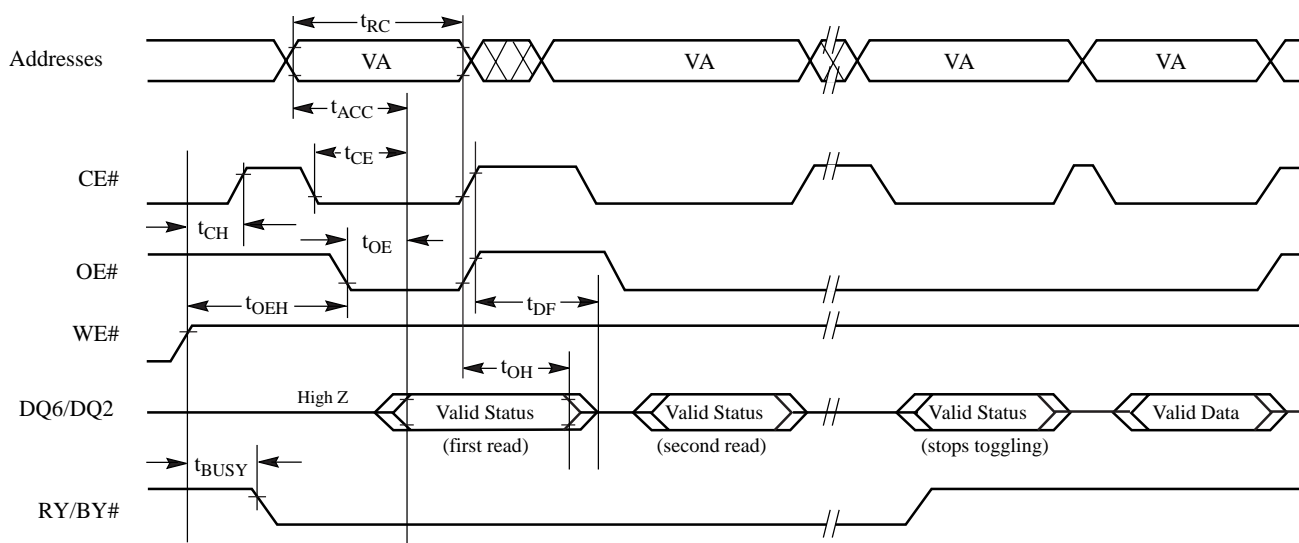 tRC
Addresses VA VA VA VA
tACC
tCE
CE#
tCH
tOE
OE#
tOEH tDF
WE#
tOH
High Z
DQ6/DQ2 Valid Status Valid Status Valid Status Valid Data
(first read) (second read) (stops toggling)
tBUSY
RY/BY#